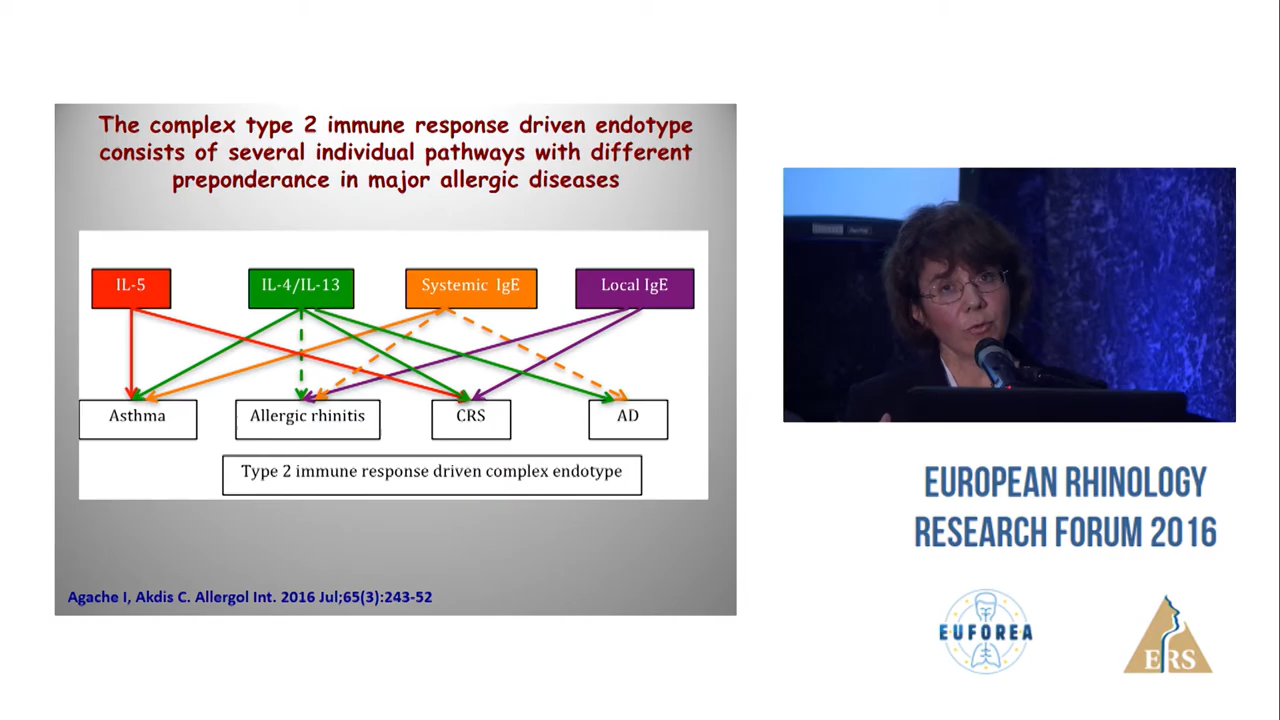 The complex type 2 immune response driven endotype
consists of several individual pathways with different
preponderance in major allergic diseases
IL-5
IL-4/IL-13
Systemic IgE
Local IgE
Asthma
Allergic rhinitis
CRS
AD
Type 2 immune response driven complex endotype
Agache I, Akdis C. Allergol Int. 2016 Jul;65(3):243-52
EUROPEAN RHINOLOGY
RESEARCH FORUM 2016
EUFOREA
ERS